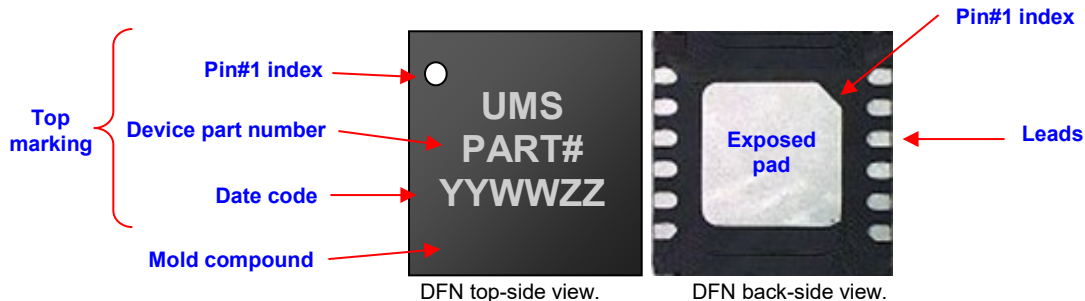 Pin#1 index
Pin#1 index
Top
marking
Device part number
Date code
Mold compound
UMS
PART#
YYWWZZ
Exposed
pad
Leads
DFN top-side view.
DFN back-side view.